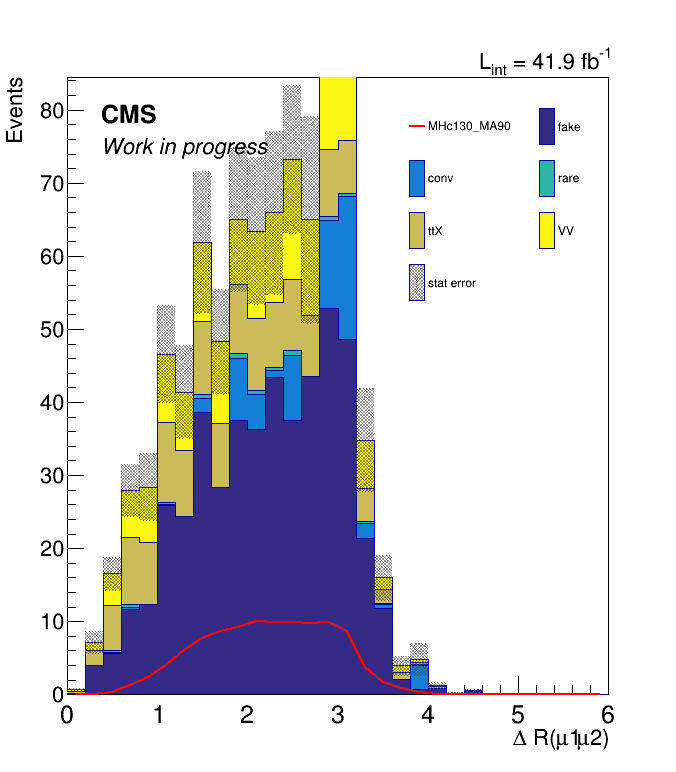 L_int = 41.9 fb^-1
Events
CMS
Work in progress
MHc130_MA90
fake
conv
rare
ttX
VV
stat error
80
70
60
50
40
30
20
10
0
0 1 2 3 4 5 6
Δ R(μ1μ2)